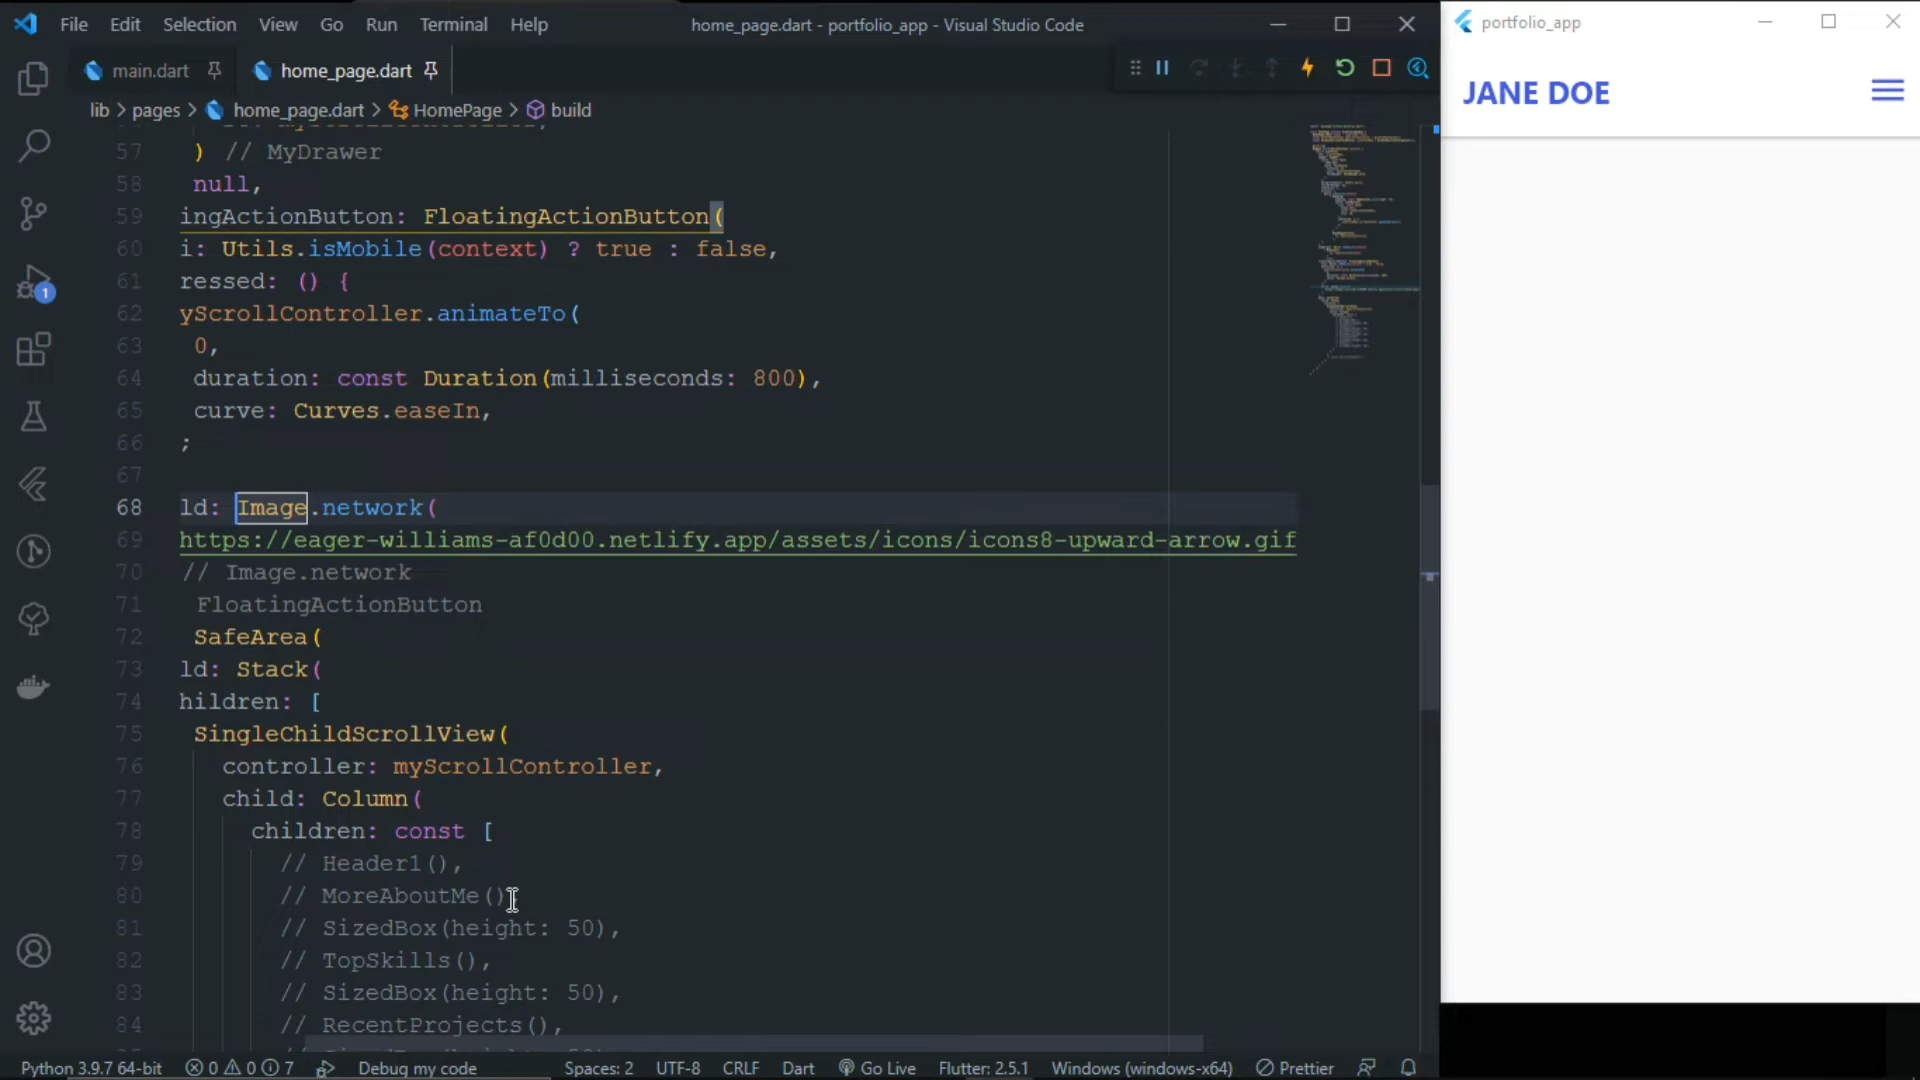 File Edit Selection View Go Run Terminal Help
home_page.dart - portfolio_app - Visual Studio Code
portfolio_app
main.dart
home_page.dart
lib > pages > home_page.dart > HomePage > build
JANE DOE
57 ) // MyDrawer
58 null,
59 ingActionButton: FloatingActionButton(
60 i: Utils.isMobile(context) ? true : false,
61 ressed: () {
62 yScrollController.animateTo(
63 0,
64 duration: const Duration(milliseconds: 800),
65 curve: Curves.easeIn,
66 ;
67
68 ld: Image.network(
69 https://eager-williams-af0d00.netlify.app/assets/icons/icons8-upward-arrow.gif
70 // Image.network
71 FloatingActionButton
72 SafeArea(
73 ld: Stack(
74 hildren: [
75 SingleChildScrollView(
76 controller: myScrollController,
77 child: Column(
78 children: const [
79 // Header1(),
80 // MoreAboutMe()
81 // SizedBox(height: 50),
82 // TopSkills(),
83 // SizedBox(height: 50),
84 // RecentProjects(),
1
Python 3.9.7 64-bit 0 0 7 Debug my code Spaces: 2 UTF-8 CRLF Dart Go Live Flutter: 2.5.1 Windows (windows-x64) Prettier